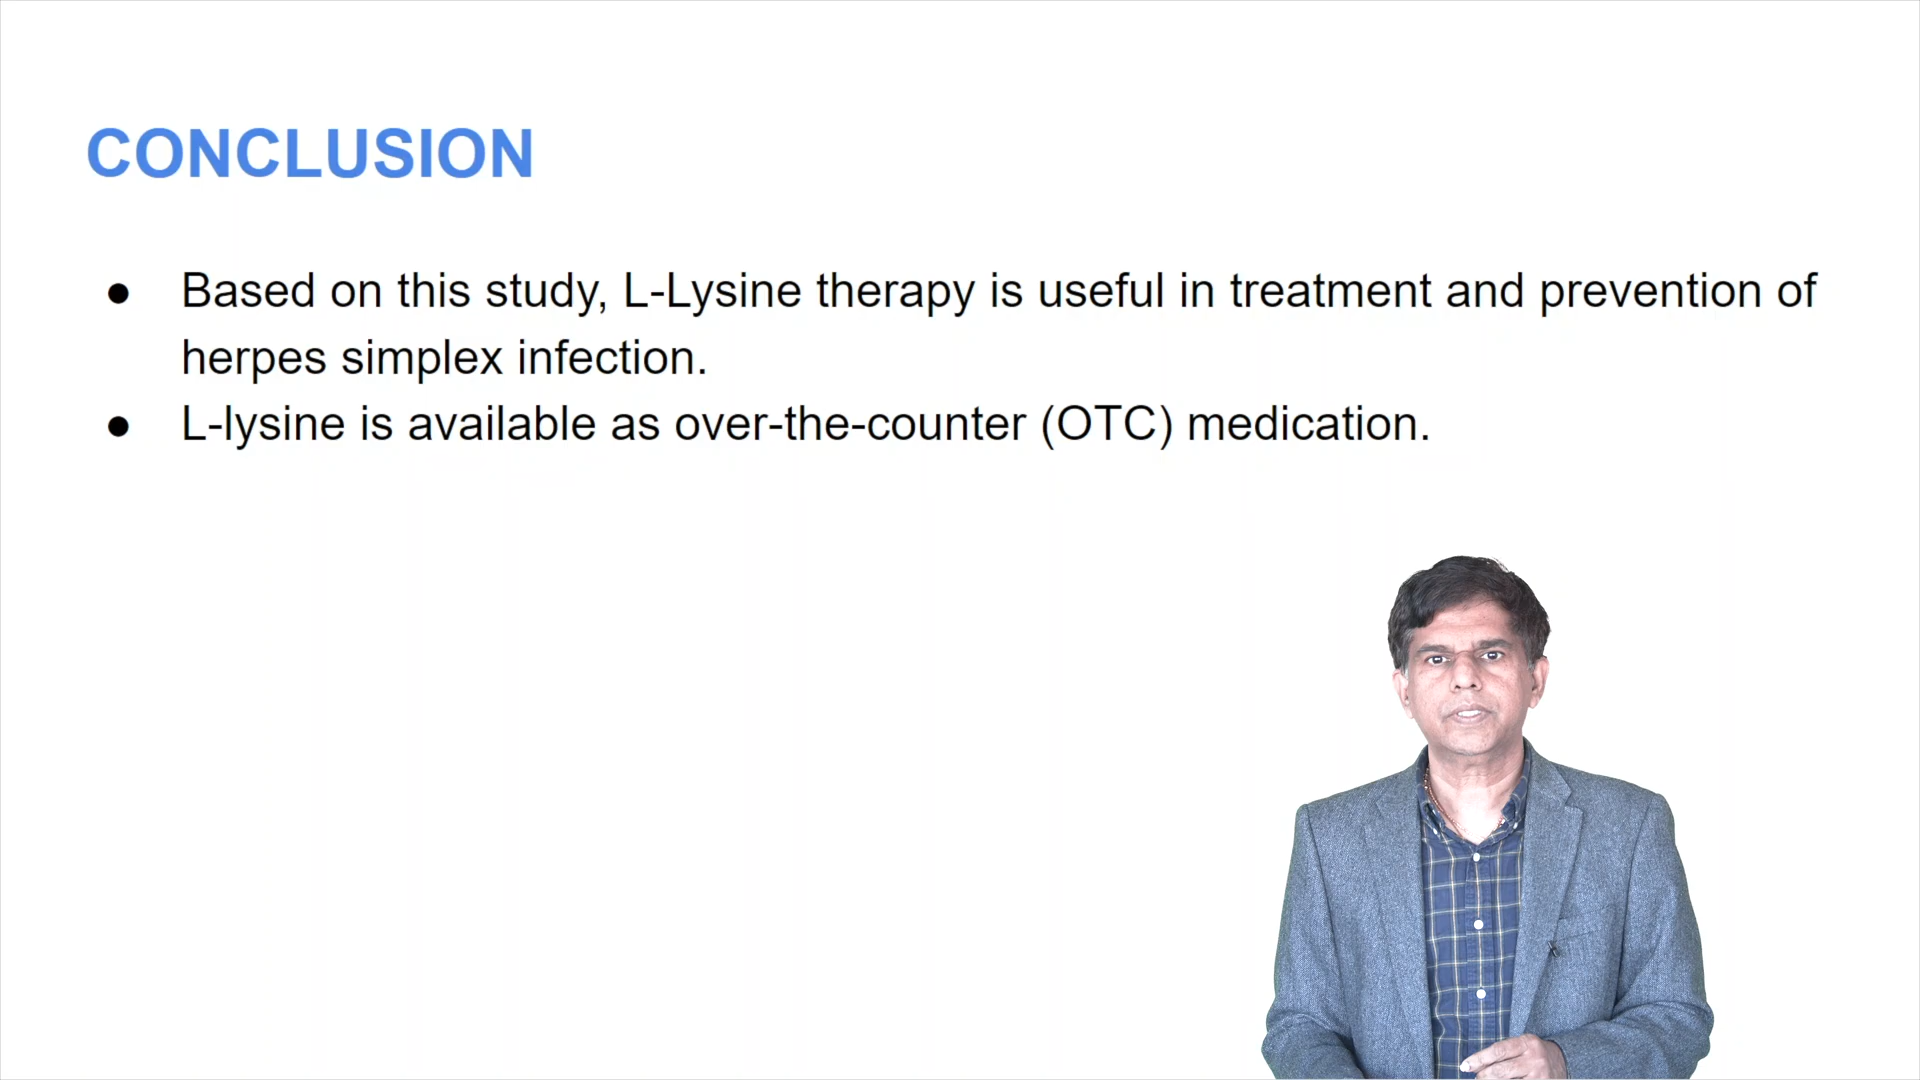 CONCLUSION
● Based on this study, L-Lysine therapy is useful in treatment and prevention of
herpes simplex infection.
● L-lysine is available as over-the-counter (OTC) medication.